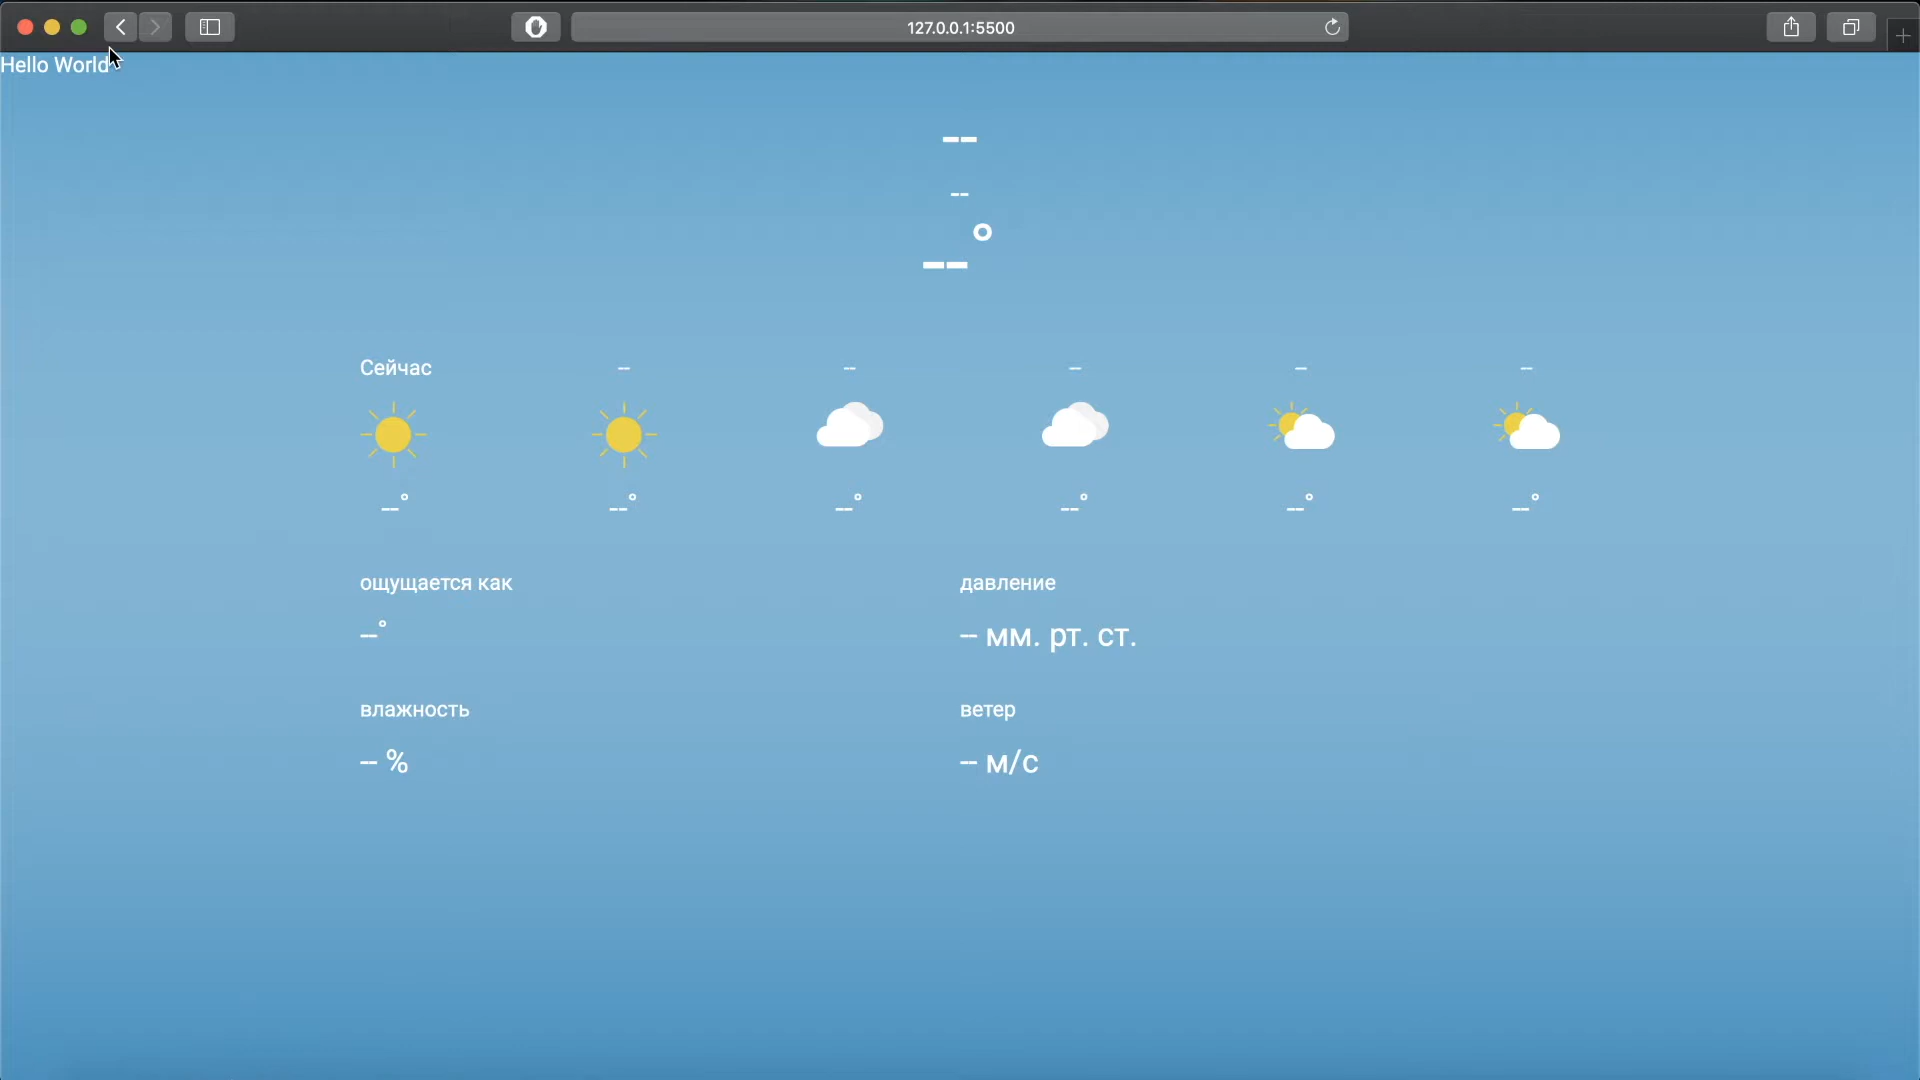 127.0.0.1:5500
Hello World
--
--
--°
Сейчас -- -- -- -- --
--° --° --° --° --° --°
ощущается как давление
--° -- мм. рт. ст.
влажность ветер
-- % -- м/с